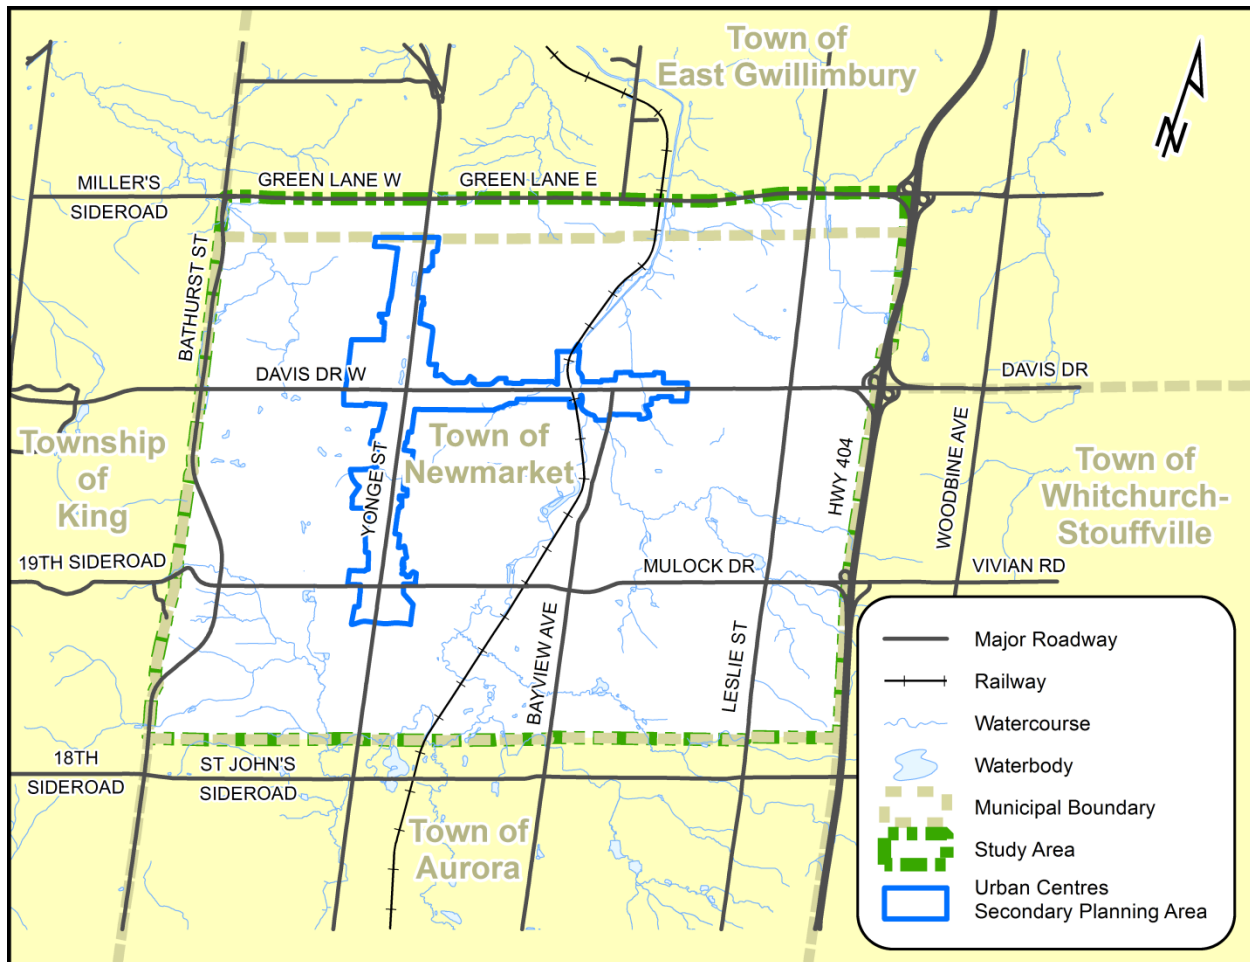 Town of
East Gwillimbury
N
MILLER'S
SIDEROAD
GREEN LANE W
GREEN LANE E
BATHURST ST
DAVIS DR W
DAVIS DR
Township
of
King
Town of
Newmarket
YONGE ST
HWY 404
WOODBINE AVE
Town of
Whitchurch-
Stouffville
19TH SIDEROAD
MULOCK DR
VIVIAN RD
BAYVIEW AVE
LESLIE ST
18TH
SIDEROAD
ST JOHN'S
SIDEROAD
Town of
Aurora
Major Roadway
Railway
Watercourse
Waterbody
Municipal Boundary
Study Area
Urban Centres
Secondary Planning Area